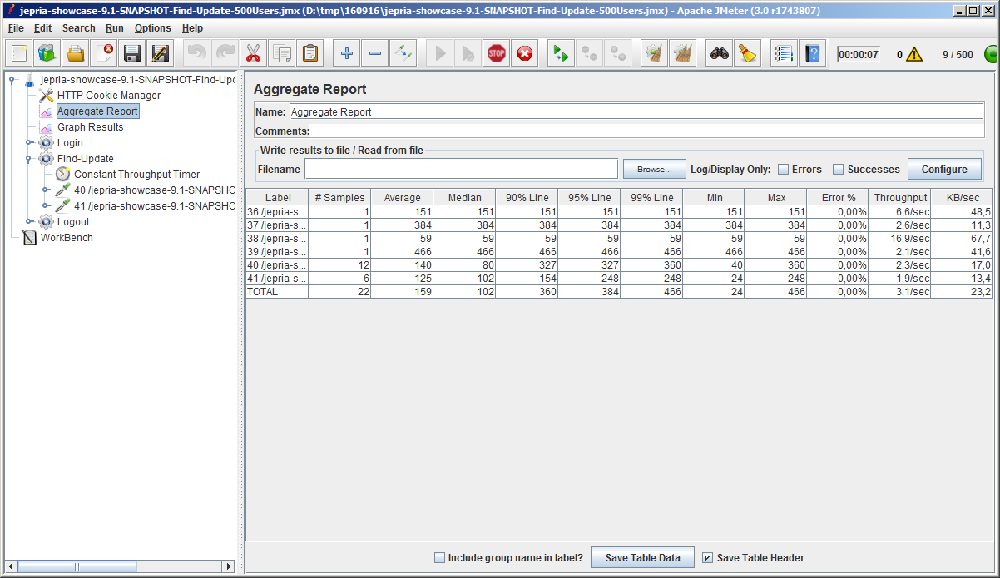 jepria-showcase-9.1-SNAPSHOT-Find-Update-500Users.jmx (D:\tmp\160916\jepria-showcase-9.1-SNAPSHOT-Find-Update-500Users.jmx) - Apache JMeter (3.0 r1743807)
File Edit Search Run Options Help
STOP 00:00:07 0 9 / 500
jepria-showcase-9.1-SNAPSHOT-Find-Upd
HTTP Cookie Manager
Aggregate Report
Graph Results
Login
Find-Update
Constant Throughput Timer
40 /jepria-showcase-9.1-SNAPSHO
41 /jepria-showcase-9.1-SNAPSHO
Logout
WorkBench
Aggregate Report
Name: Aggregate Report
Comments:
Write results to file / Read from file
Filename Browse... Log/Display Only: Errors Successes Configure
Label # Samples Average Median 90% Line 95% Line 99% Line Min Max Error % Throughput KB/sec
36 /jepria-s... 1 151 151 151 151 151 151 151 0,00% 6,6/sec 48,5
37 /jepria-s... 1 384 384 384 384 384 384 384 0,00% 2,6/sec 11,3
38 /jepria-s... 1 59 59 59 59 59 59 59 0,00% 16,9/sec 67,7
39 /jepria-s... 1 466 466 466 466 466 466 466 0,00% 2,1/sec 41,6
40 /jepria-s... 12 140 80 327 327 360 40 360 0,00% 2,3/sec 17,0
41 /jepria-s... 6 125 102 154 248 248 24 248 0,00% 1,9/sec 13,4
TOTAL 22 159 102 360 384 466 24 466 0,00% 3,1/sec 23,2
Include group name in label? Save Table Data Save Table Header